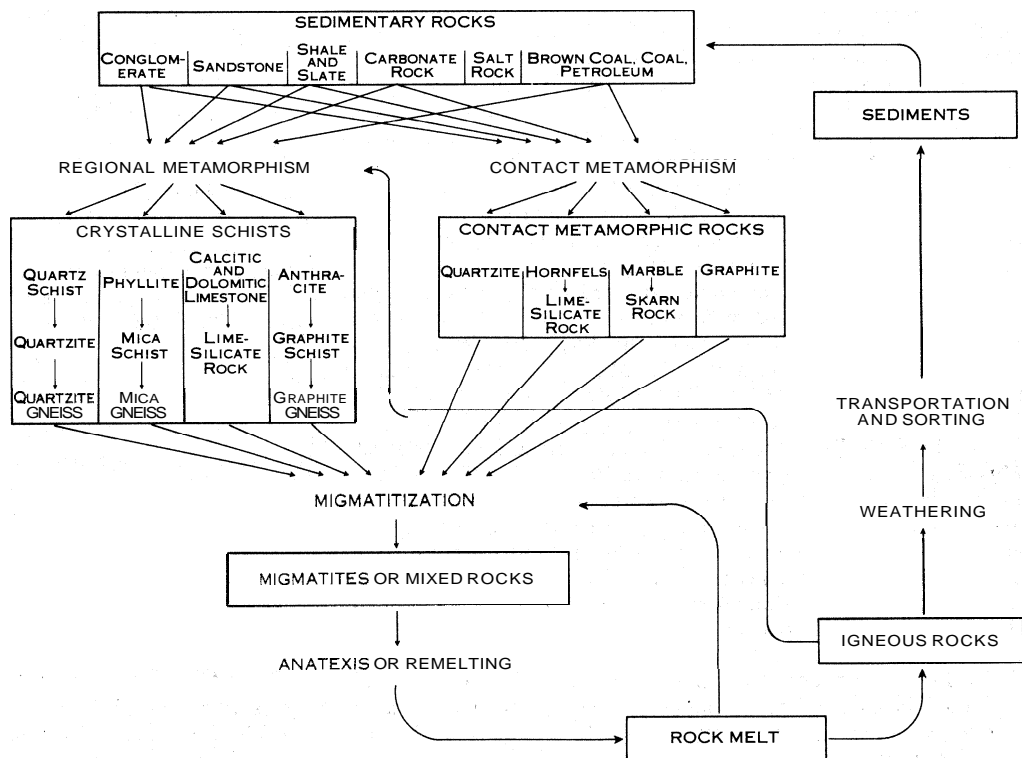 SEDIMENTARY ROCKS
CONGLOM-
ERATE
SANDSTONE
SHALE
AND
SLATE
CARBONATE
ROCK
SALT
ROCK
BROWN COAL, COAL,
PETROLEUM
SEDIMENTS
REGIONAL METAMORPHISM
CONTACT METAMORPHISM
CRYSTALLINE SCHISTS
QUARTZ
SCHIST
PHYLLITE
CALCITIC
AND
DOLOMITIC
LIMESTONE
ANTHRA-
CITE
QUARTZITE
MICA
SCHIST
LIME-
SILICATE
ROCK
GRAPHITE
SCHIST
QUARTZITE
GNEISS
MICA
GNEISS
GRAPHITE
GNEISS
CONTACT METAMORPHIC ROCKS
QUARTZITE
HORNFELS
MARBLE
GRAPHITE
LIME-
SILICATE
ROCK
SKARN
ROCK
TRANSPORTATION
AND SORTING
MIGMATITIZATION
WEATHERING
MIGMATITES OR MIXED ROCKS
IGNEOUS ROCKS
ANATEXIS OR REMELTING
ROCK MELT